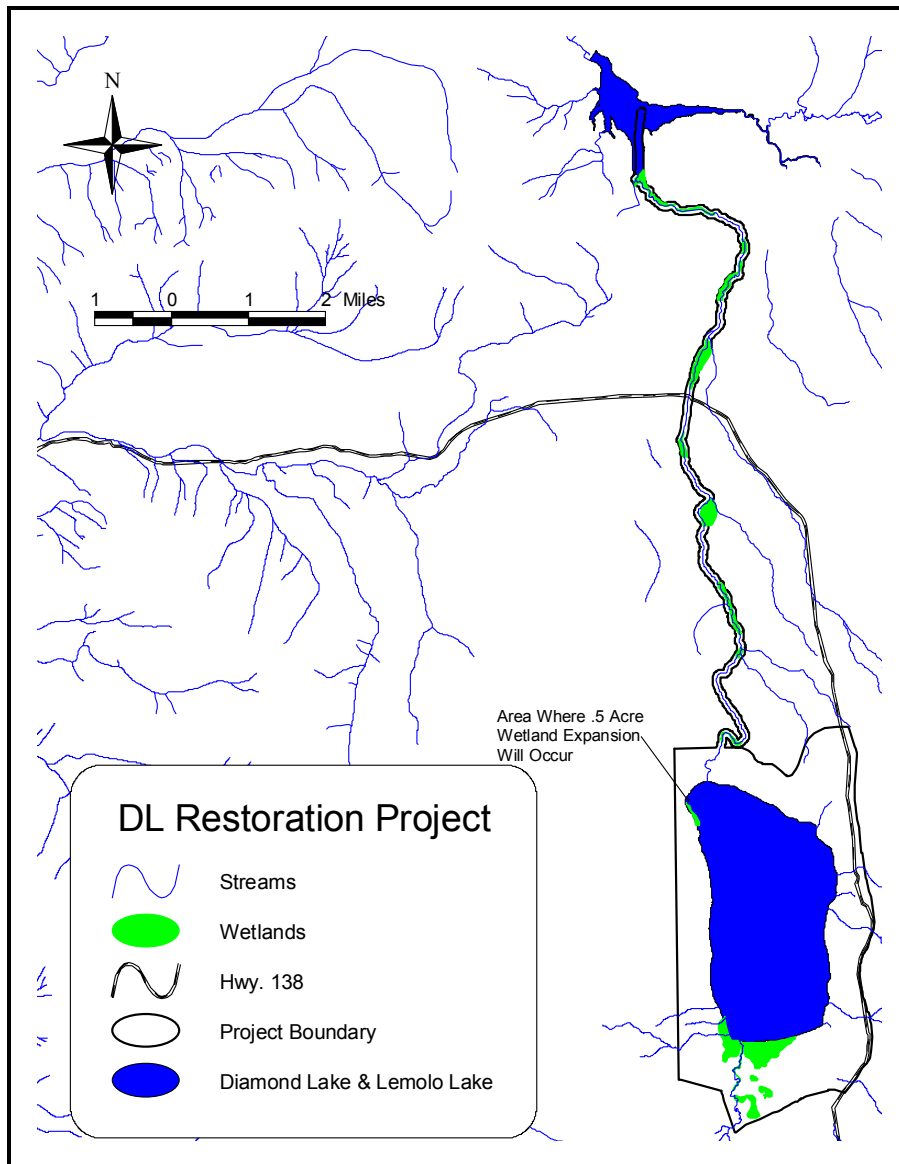 N
1 0 1 2 Miles
Area Where .5 Acre
Wetland Expansion
Will Occur
DL Restoration Project
Streams
Wetlands
Hwy. 138
Project Boundary
Diamond Lake & Lemolo Lake